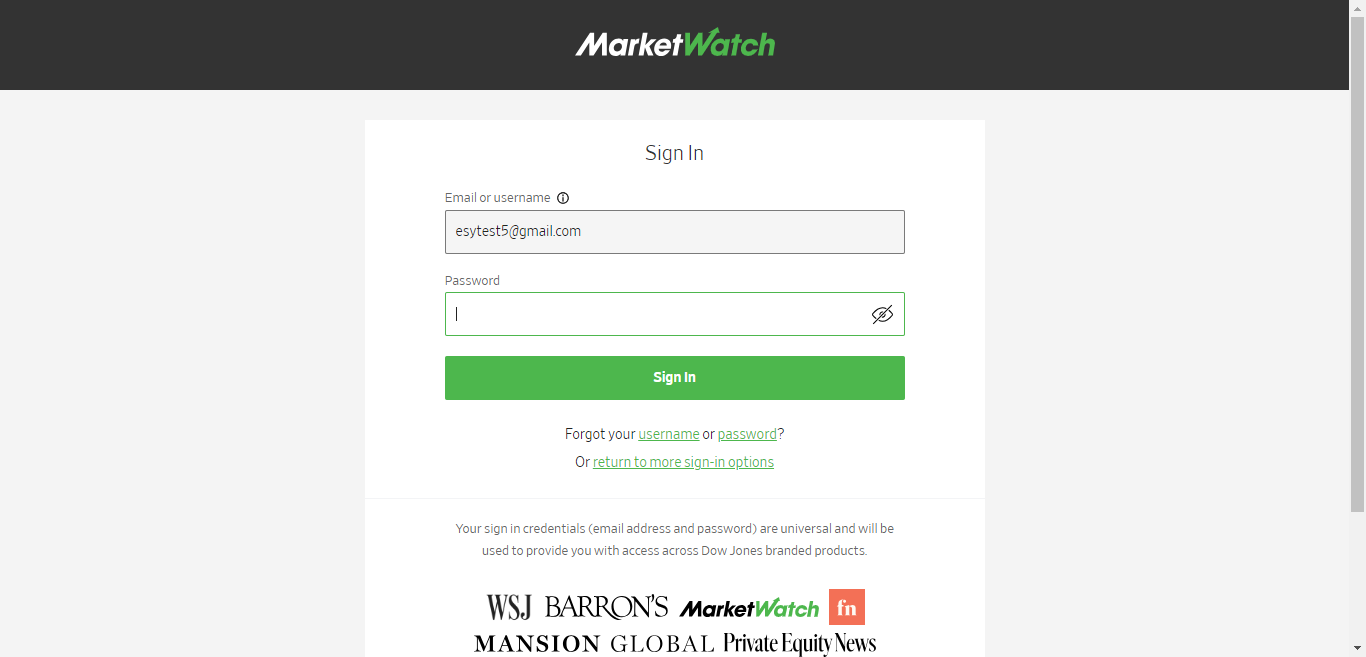 MarketWatch
Sign In
Email or username
esytest5@gmail.com
Password
Sign In
Forgot your username or password?
Or return to more sign-in options
Your sign in credentials (email address and password) are universal and will be
used to provide you with access across Dow Jones branded products.
WSJ BARRON'S MarketWatch fn
MANSION GLOBAL Private Equity News